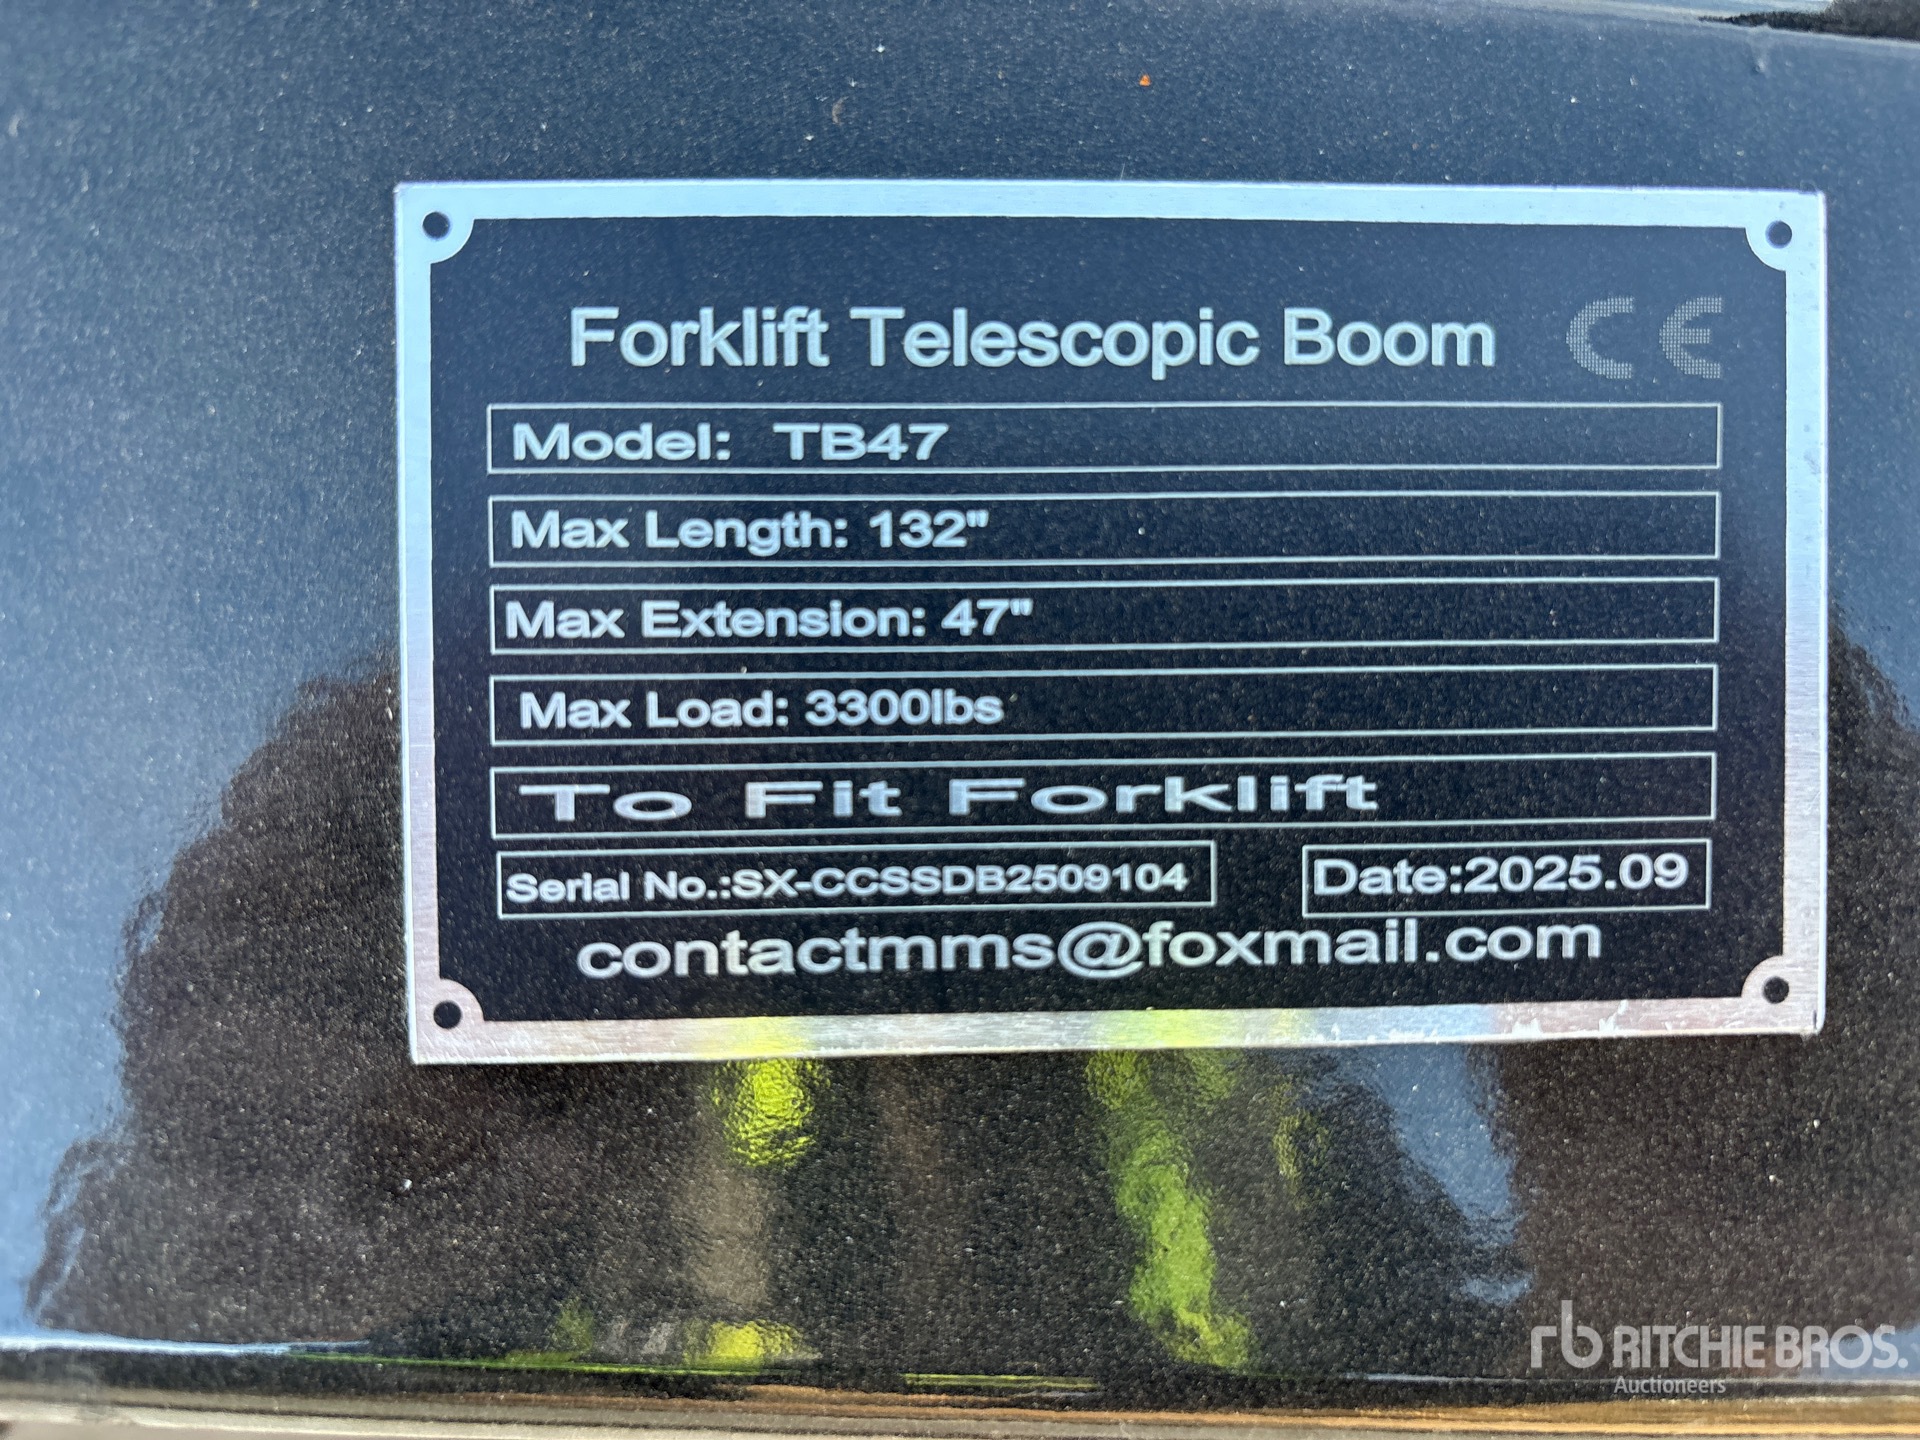 Forklift Telescopic Boom CE
Model: TB47
Max Length: 132"
Max Extension: 47"
Max Load: 3300lbs
To Fit Forklift
Serial No.:SX-CCSSDB2509104 Date:2025.09
contactmms@foxmail.com
rb RITCHIE BROS.
Auctioneers